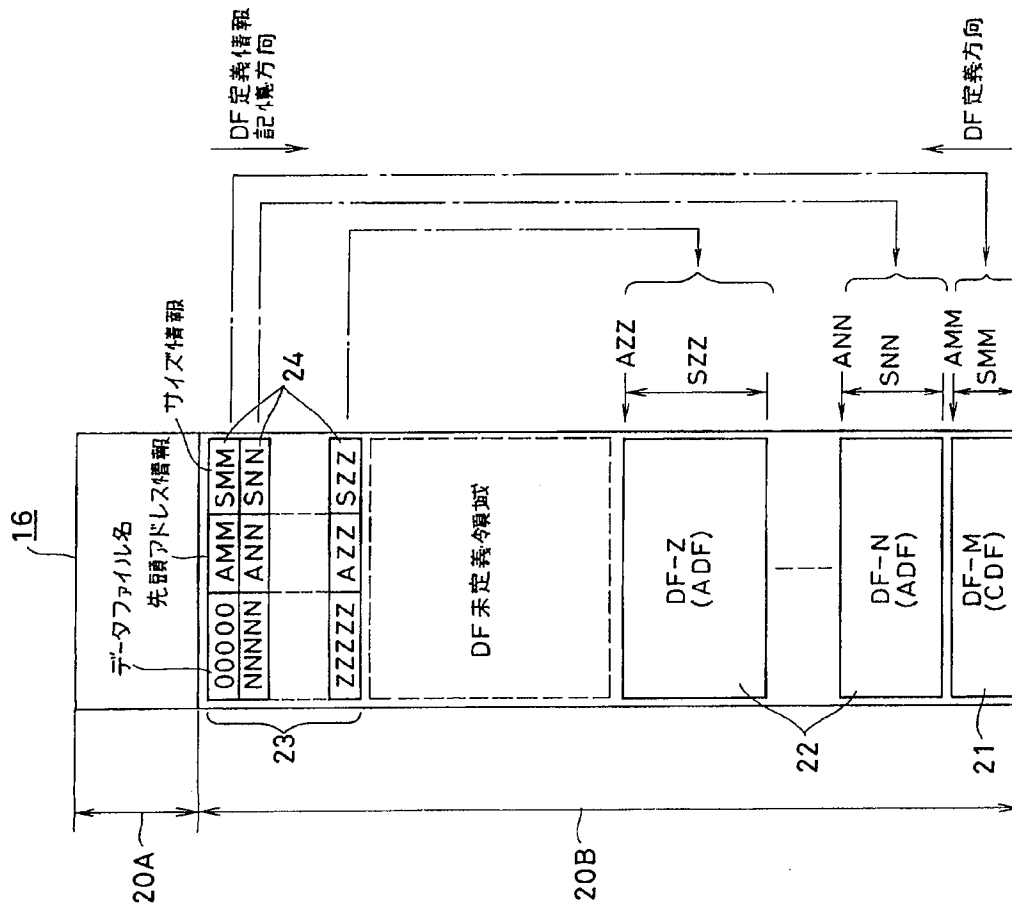 16
20A
データファイル名
先頭アドレス情報
サイズ情報
00000 AMM SMM
NNNNN ANN SNN
ZZZZZ AZZ SZZ
23
24
DF定義情報
記憶方向
DF未定義領域
20B
DF-Z
(ADF)
AZZ
SZZ
22
DF-N
(ADF)
ANN
SNN
21
DF-M
(CDF)
AMM
SMM
DF定義方向